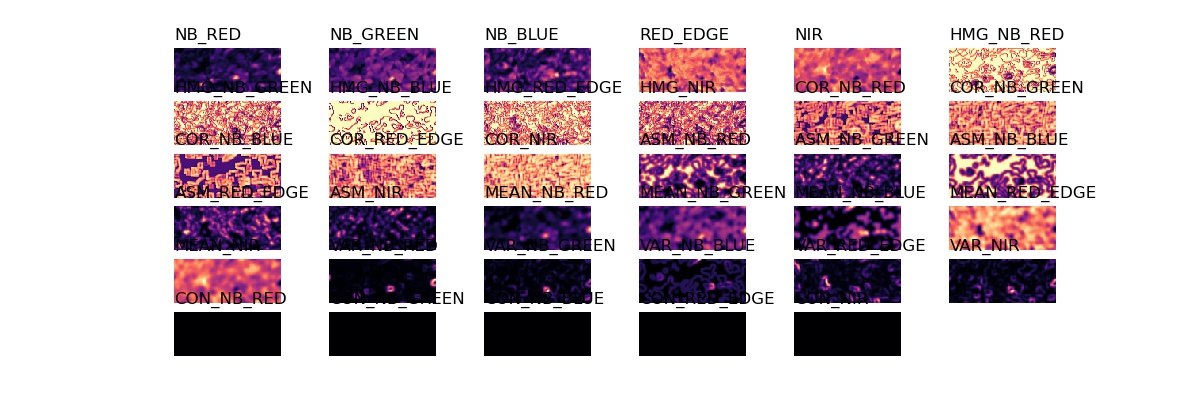 NB_RED NB_GREEN NB_BLUE RED_EDGE NIR HMG_NB_RED
HMG_NB_GREEN HMG_NB_BLUE HMG_RED_EDGE HMG_NIR COR_NB_RED COR_NB_GREEN
COR_NB_BLUE COR_RED_EDGE COR_NIR ASM_NB_RED ASM_NB_GREEN ASM_NB_BLUE
ASM_RED_EDGE ASM_NIR MEAN_NB_RED MEAN_NB_GREEN MEAN_NB_BLUE MEAN_RED_EDGE
MEAN_NIR VAR_NB_RED VAR_NB_GREEN VAR_NB_BLUE VAR_RED_EDGE VAR_NIR
CON_NB_RED CON_NB_GREEN CON_NB_BLUE CON_RED_EDGE CON_NIR